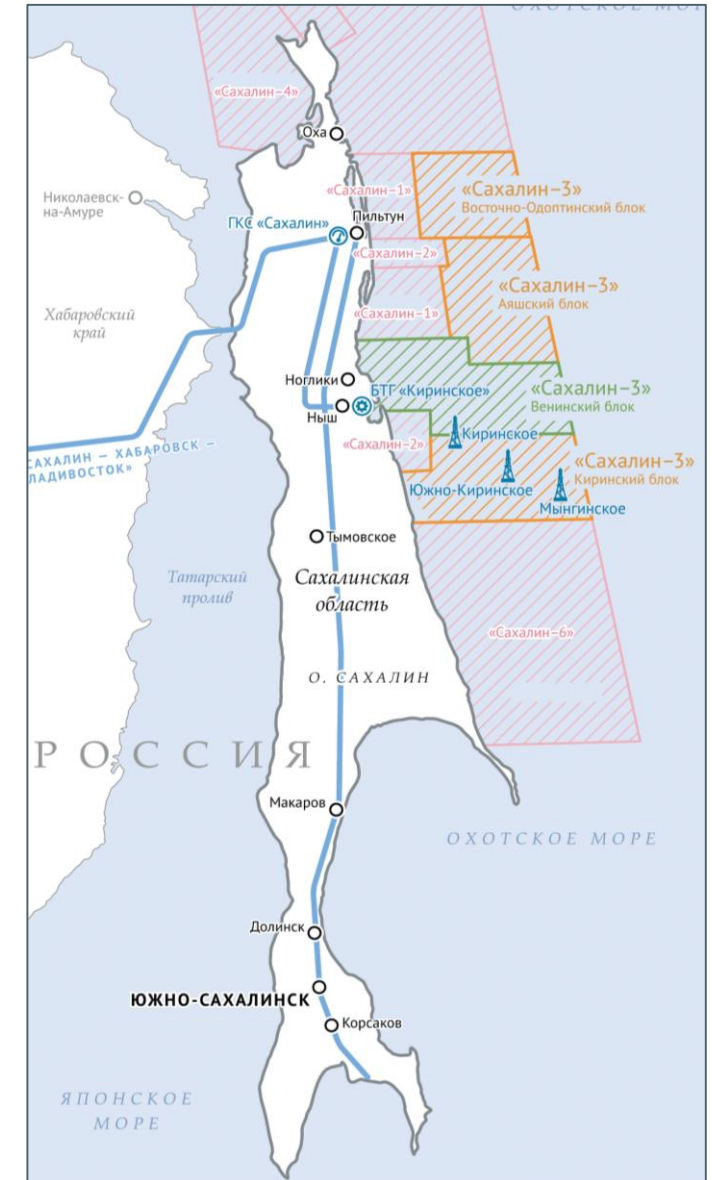 ОХОТСКОЕ МОР
«Сахалин–4»
Оха
«Сахалин–1»
«Сахалин–3»
Восточно-Одоптинский блок
Николаевск-
на-Амуре
ГКС «Сахалин»
Пильтун
«Сахалин–2»
«Сахалин–3»
Аяшский блок
Хабаровский
край
«Сахалин–1»
Ноглики
БТГ «Киринское»
«Сахалин–3»
Венинский блок
Ныш
«Сахалин–2»
Киринское
САХАЛИН — ХАБАРОВСК —
ЛАДИВОСТОК»
«Сахалин–3»
Киринский блок
Южно-Киринское
Мынгинское
Тымовское
Татарский
пролив
Сахалинская
область
«Сахалин–6»
О. САХАЛИН
РОССИЯ
Макаров
ОХОТСКОЕ МОРЕ
Долинск
ЮЖНО-САХАЛИНСК
Корсаков
ЯПОНСКОЕ
МОРЕ